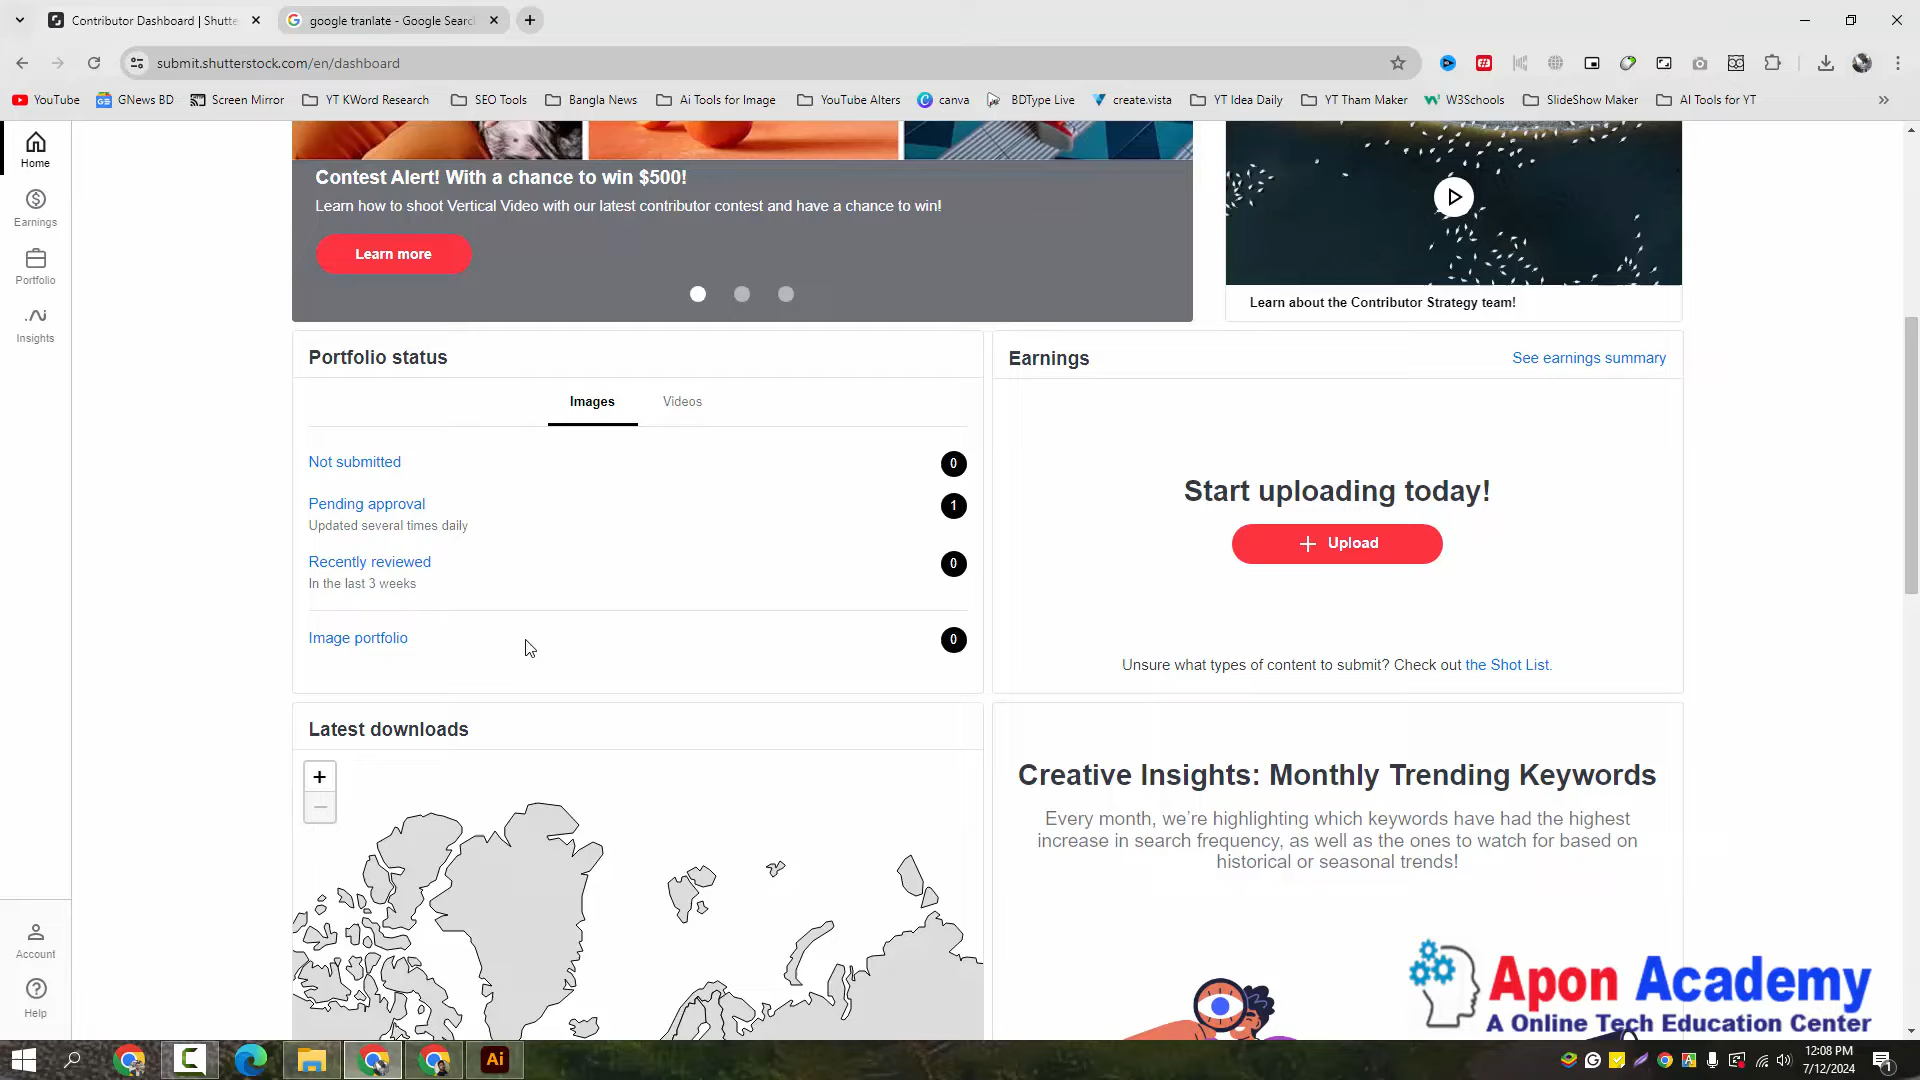 Contributor Dashboard | Shutte
google tranlate - Google Searc
submit.shutterstock.com/en/dashboard
YouTube
GNews BD
Screen Mirror
YT KWord Research
SEO Tools
Bangla News
Ai Tools for Image
YouTube Alters
canva
BDType Live
create.vista
YT Idea Daily
YT Tham Maker
W3Schools
SlideShow Maker
AI Tools for YT
Home
Earnings
Portfolio
Insights
Account
Help
Contest Alert! With a chance to win $500!
Learn how to shoot Vertical Video with our latest contributor contest and have a chance to win!
Learn more
Learn about the Contributor Strategy team!
Portfolio status
Images
Videos
Not submitted
0
Pending approval
1
Updated several times daily
Recently reviewed
0
In the last 3 weeks
Image portfolio
0
Earnings
See earnings summary
Start uploading today!
+ Upload
Unsure what types of content to submit? Check out the Shot List.
Latest downloads
+
−
Creative Insights: Monthly Trending Keywords
Every month, we’re highlighting which keywords have had the highest
increase in search frequency, as well as the ones to watch for based on
historical or seasonal trends!
Apon Academy
A Online Tech Education Center
Ai
12:08 PM
7/12/2024
1